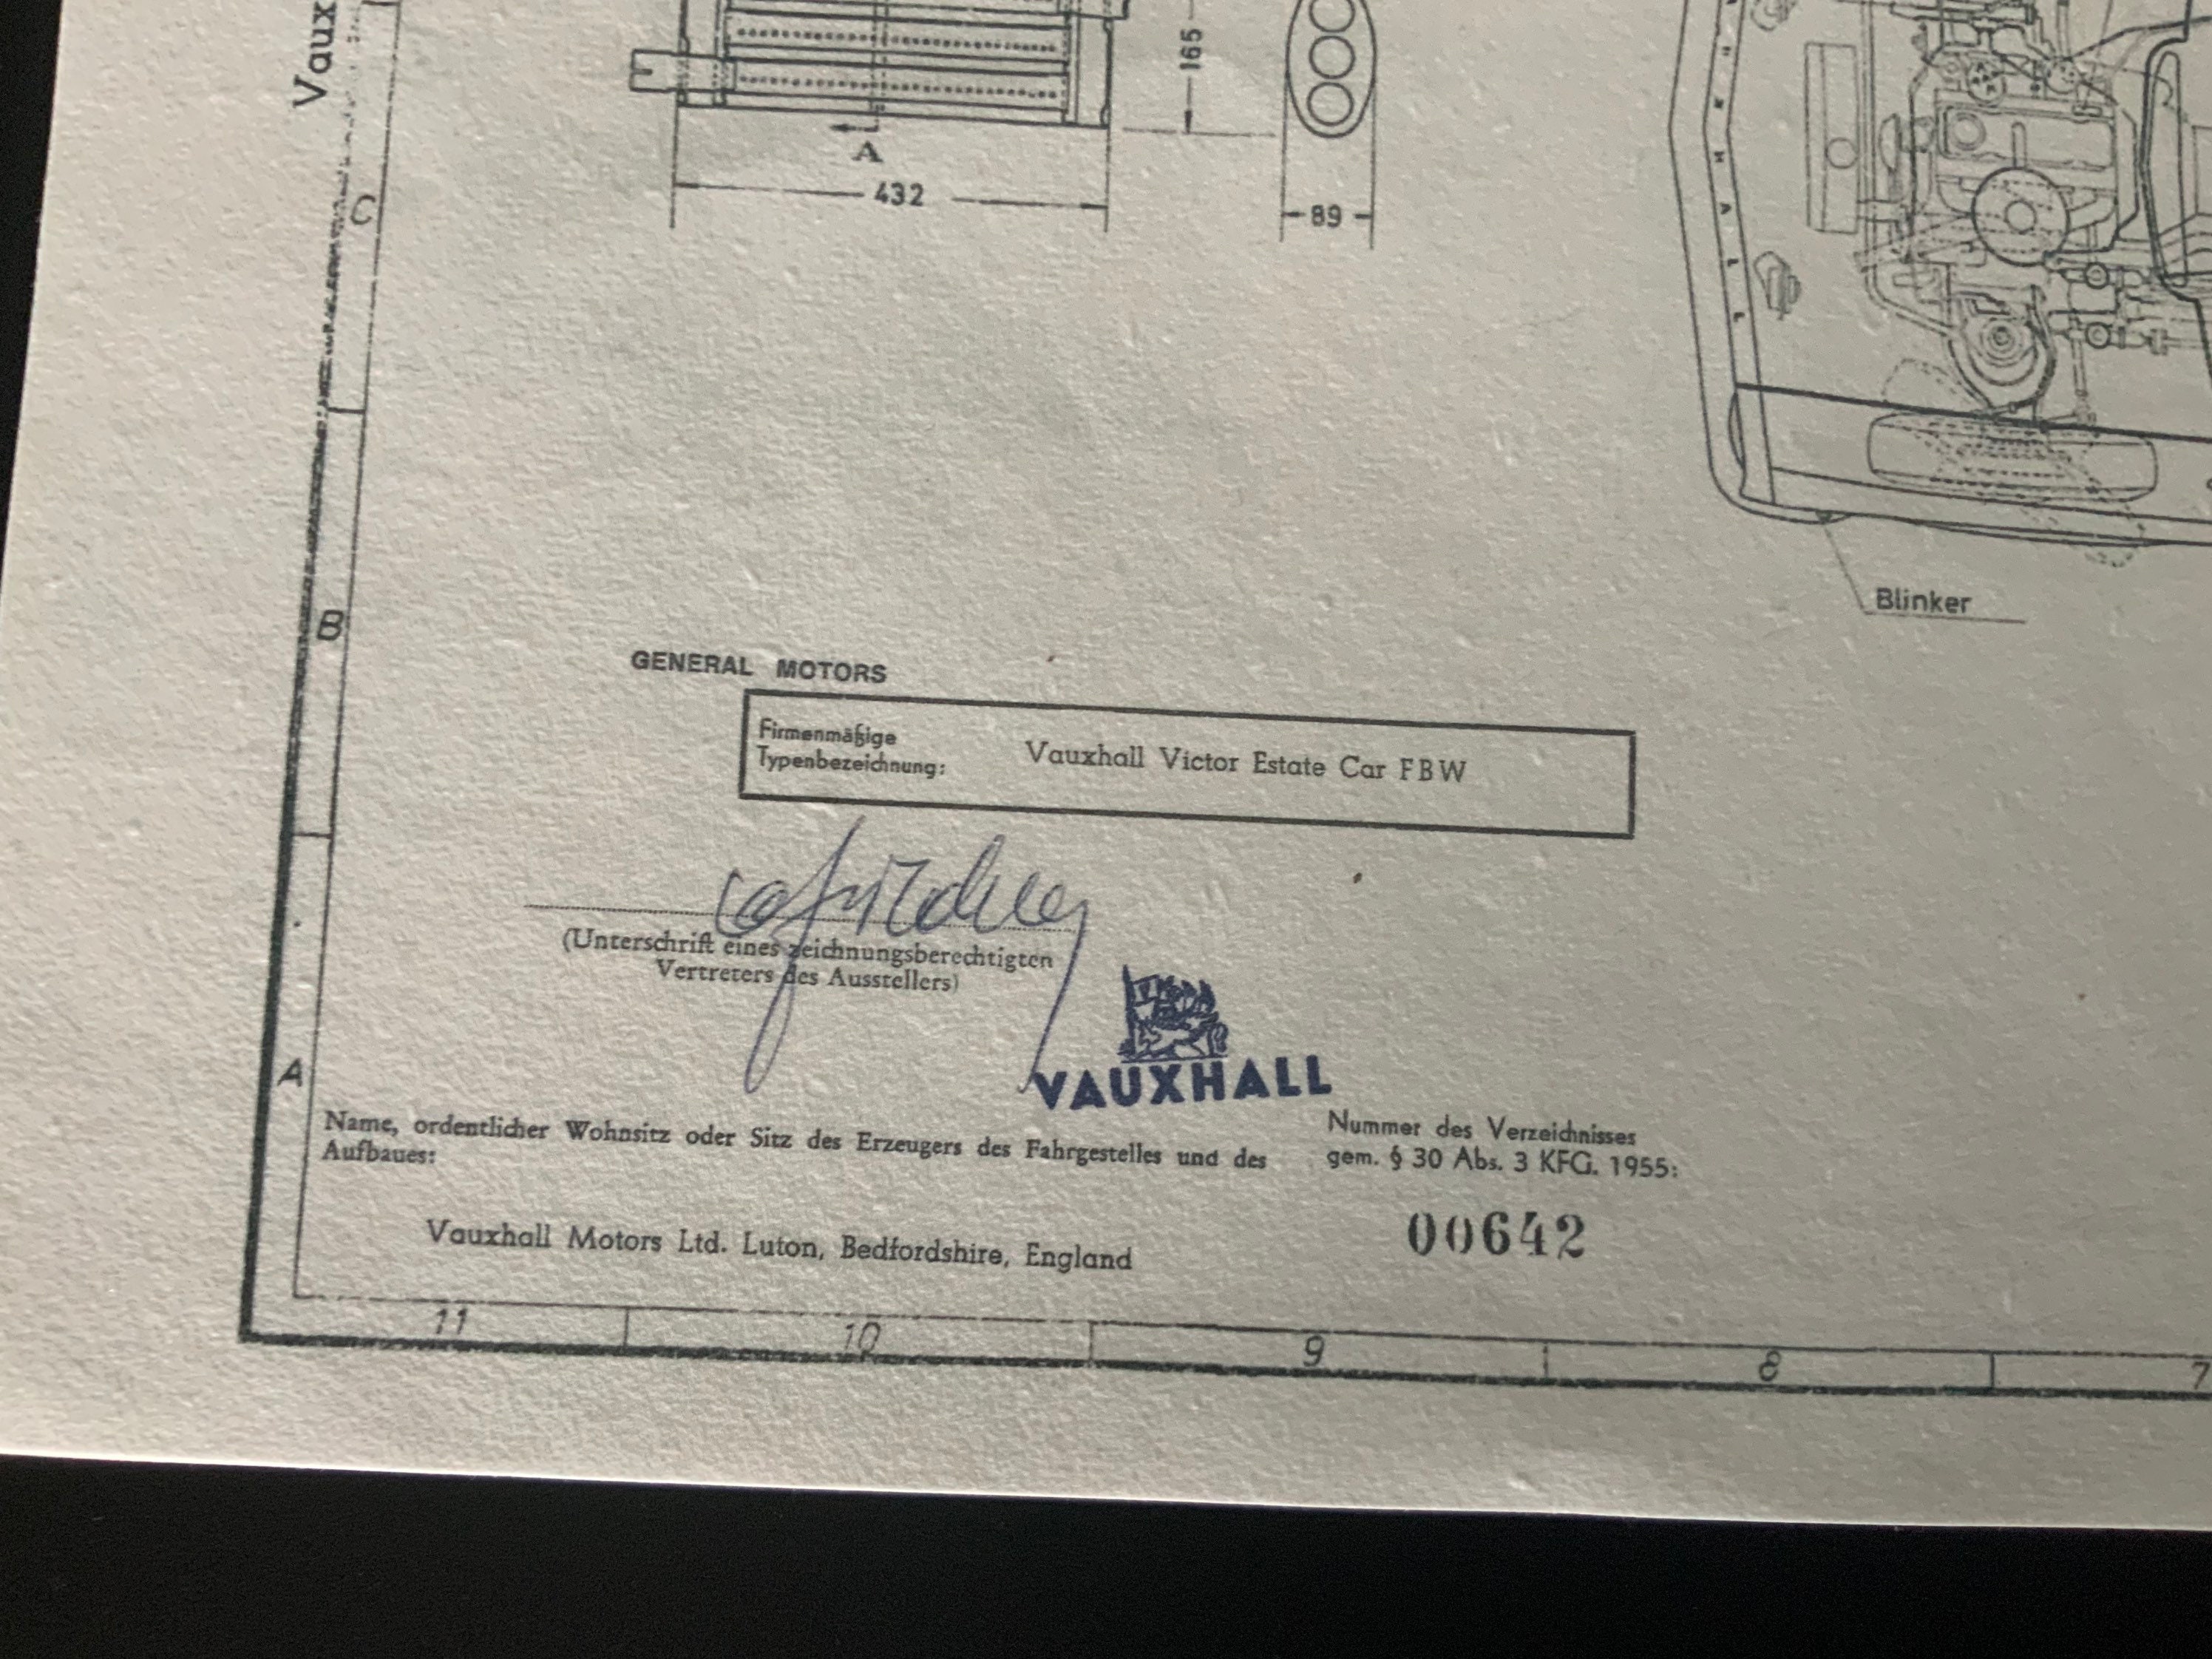 Vaux
C
165
A
432
89
H
A
L
L
B
Blinker
GENERAL MOTORS
Firmenmäßige
Typenbezeichnung:
Vauxhall Victor Estate Car FBW
(Unterschrift eines zeichnungsberechtigten
Vertreters des Ausstellers)
VAUXHALL
A
Name, ordentlicher Wohnsitz oder Sitz des Erzeugers des Fahrgestelles und des
Aufbaues:
Nummer des Verzeichnisses
gem. § 30 Abs. 3 KFG. 1955:
Vauxhall Motors Ltd. Luton, Bedfordshire, England
00642
11 10 9 8 7